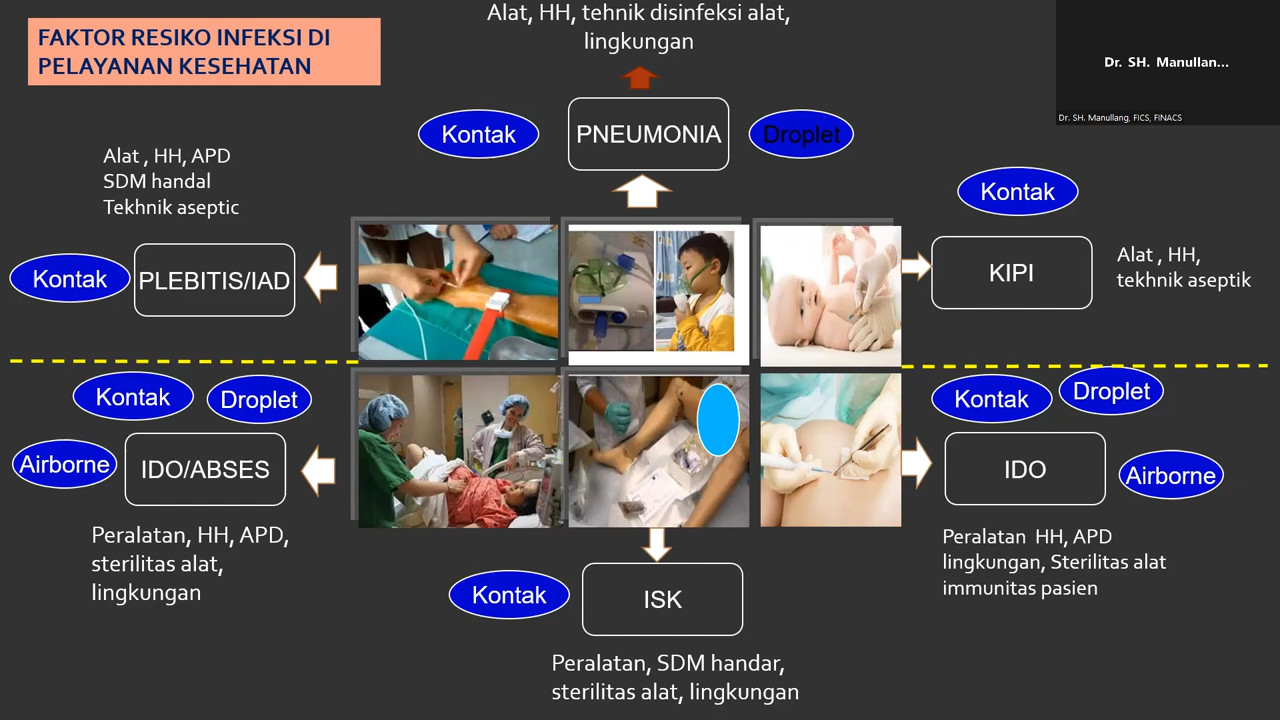 Alat, HH, tehnik disinfeksi alat,
lingkungan
FAKTOR RESIKO INFEKSI DI
PELAYANAN KESEHATAN
Dr. SH. Manullan...
Dr. SH. Manullang, FICS, FINACS
Kontak
PNEUMONIA
Droplet
Alat , HH, APD
SDM handal
Tekhnik aseptic
Kontak
PLEBITIS/IAD
Kontak
KIPI
Alat , HH,
tekhnik aseptik
Kontak
Droplet
Airborne
IDO/ABSES
Peralatan, HH, APD,
sterilitas alat,
lingkungan
Kontak
Droplet
IDO
Airborne
Peralatan HH, APD
lingkungan, Sterilitas alat
immunitas pasien
Kontak
ISK
Peralatan, SDM handar,
sterilitas alat, lingkungan